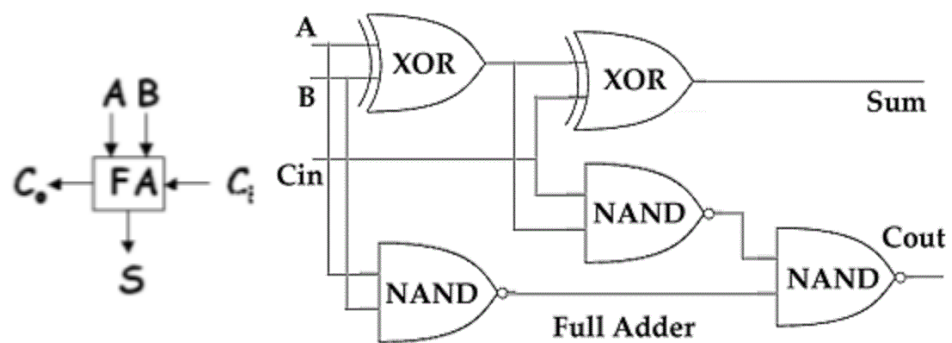 A B
Co
FA
Ci
S
A
B
Cin
XOR
XOR
Sum
NAND
NAND
NAND
Cout
Full Adder